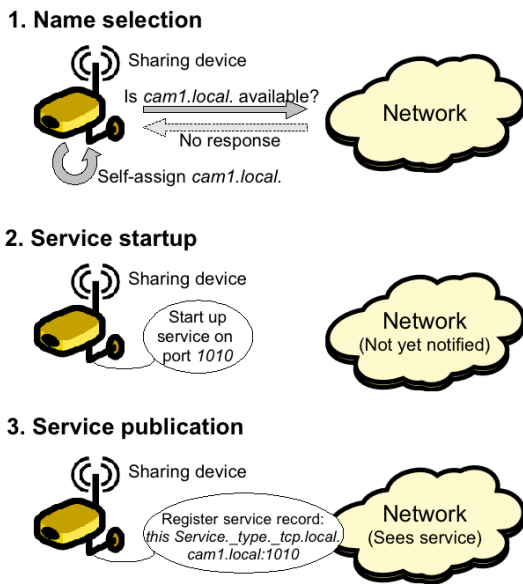 1. Name selection
Sharing device
Is cam1.local. available?
Network
No response
Self-assign cam1.local.
2. Service startup
Sharing device
Start up
service on
port 1010
Network
(Not yet notified)
3. Service publication
Sharing device
Register service record:
this Service._type._tcp.local.
cam1.local:1010
Network
(Sees service)